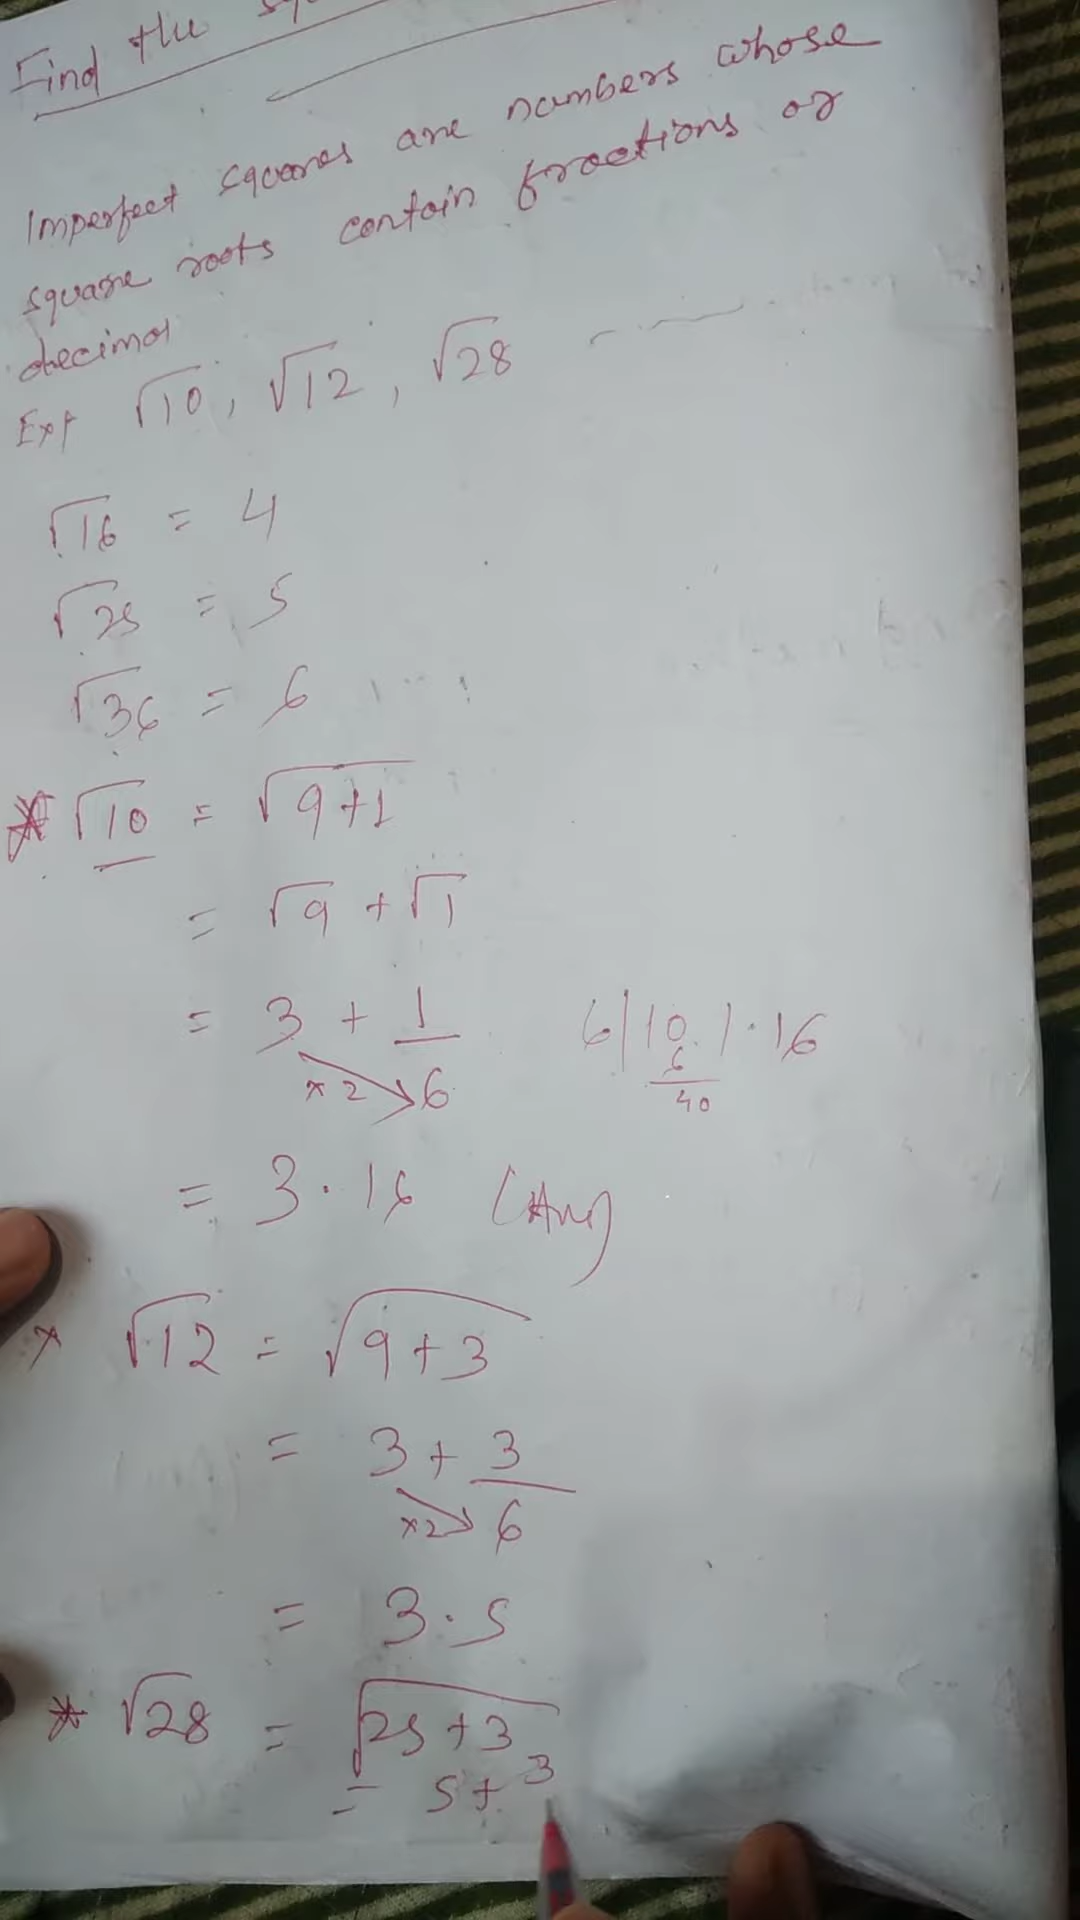 Find the
Imperfect squares are numbers whose
square roots contain fractions or
decimal
√10, √12, √28
√16 = 4
√25 = 5
√36 = 6
* √10 = √9+1
= √9 + √1
= 3 + 1/6
×2
6|10.|.16
6
40
= 3.16 (Ans)
× √12 = √9+3
= 3 + 3/6
×2
= 3.5
* √28 = √25+3
= 5+ 3